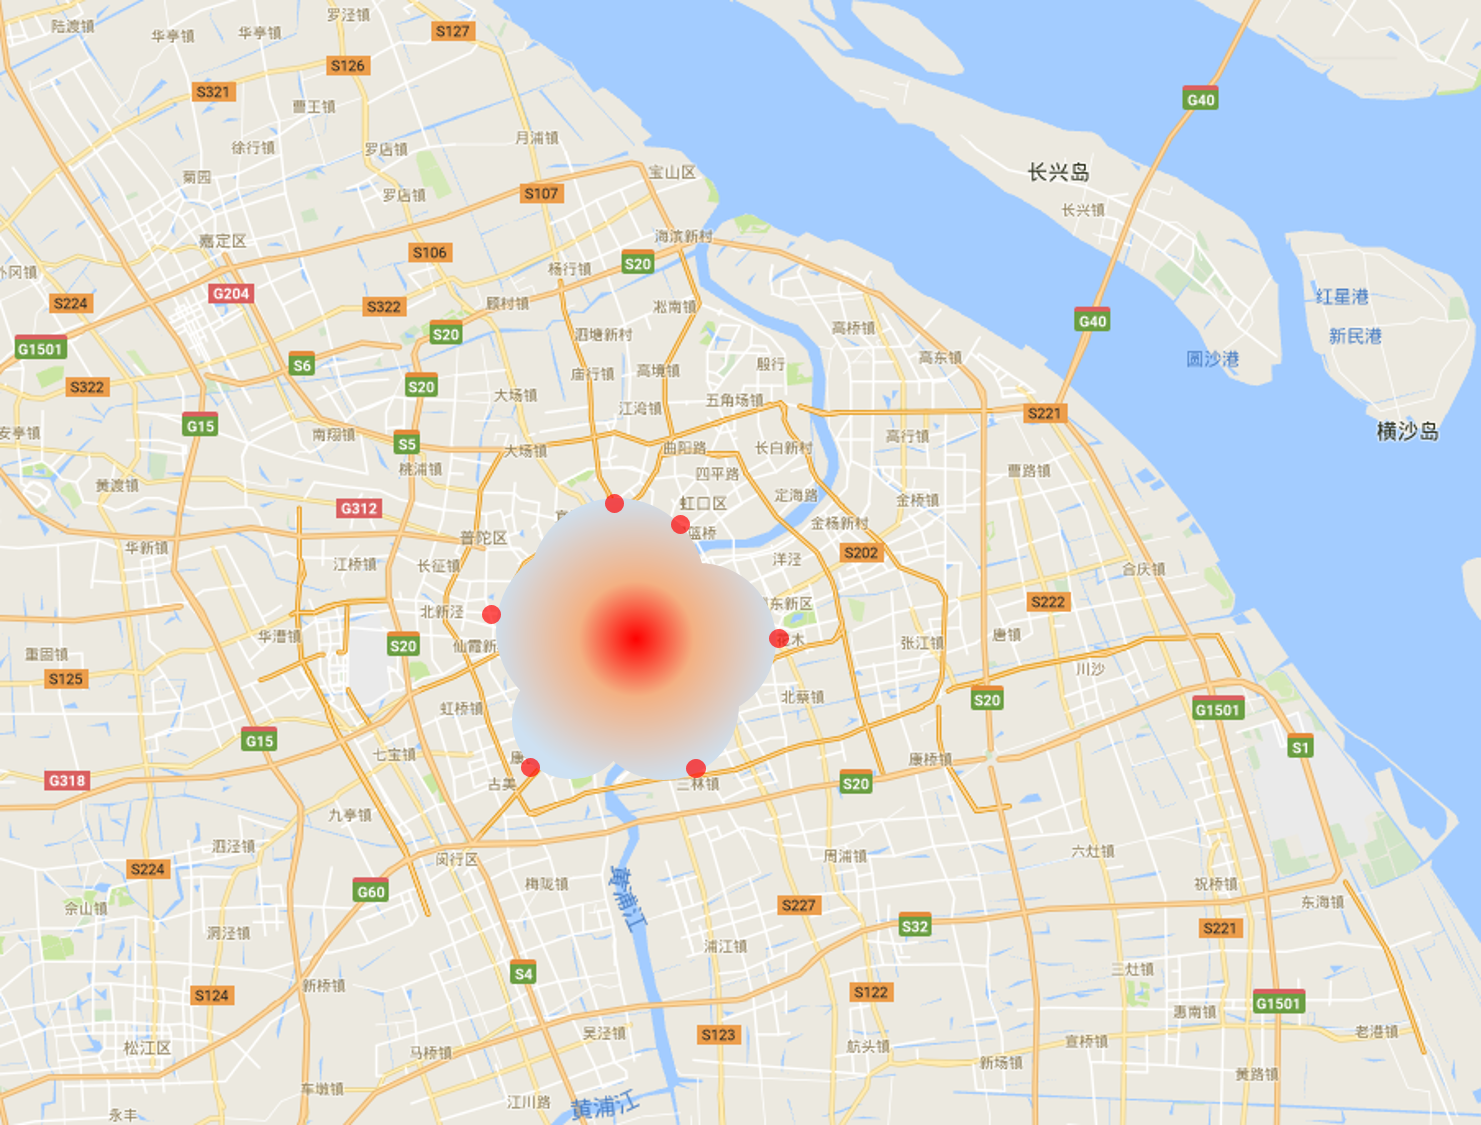 陆渡镇
罗泾镇
华亭镇
华亭镇
S127
S126
S321
G40
曹王镇
月浦镇
徐行镇
罗店镇
长兴岛
宝山区
菊园
罗店镇
S107
长兴镇
嘉定区
海滨新村
S106
外冈镇
杨行镇
S20
G204
红星港
S224
S322
顾村镇
淞南镇
G40
高桥镇
S20
泗塘新村
新民港
G1501
高东镇
圆沙港
S6
殷行
庙行镇
高境镇
S322
S20
大场镇
五角场镇
江湾镇
S221
G15
安亭镇
南翔镇
S5
高行镇
横沙岛
大场镇
曲阳路
长白新村
桃浦镇
曹路镇
四平路
黄渡镇
定海路
G312
虹口区
金桥镇
金杨新村
蓝桥
普陀区
华新镇
S202
洋泾
江桥镇
长征镇
合庆镇
东新区
S222
北新泾
华漕镇
唐镇
花木
张江镇
S20
仙霞新
重固镇
川沙
S125
北蔡镇
S20
虹桥镇
G1501
G15
S1
七宝镇
康
康桥镇
G318
古美
三林镇
S20
九亭镇
泗泾镇
六灶镇
周浦镇
闵行区
S224
梅陇镇
祝桥镇
G60
黄浦江
东海镇
佘山镇
S227
S32
S221
洞泾镇
浦江镇
S4
三灶镇
新桥镇
S124
S122
G1501
惠南镇
吴泾镇
S123
老港镇
宣桥镇
松江区
航头镇
马桥镇
新场镇
黄路镇
车墩镇
江川路
黄浦江
永丰